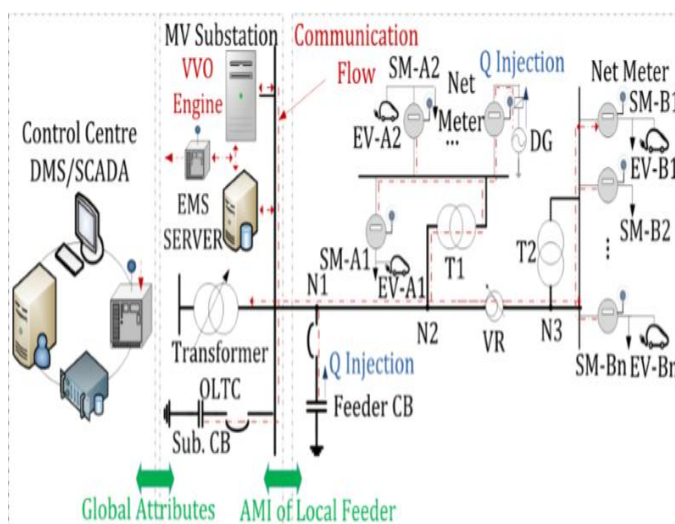 MV Substation
VVO
Engine
Communication
Flow
Control Centre
DMS/SCADA
EMS
SERVER
Transformer
OLTC
Sub. CB
SM-A2
EV-A2
Net
Meter
...
Q Injection
DG
SM-A1
EV-A1
T1
N1
N2
VR
N3
T2
Q Injection
Feeder CB
Net Meter
SM-B1
EV-B1
SM-B2
SM-Bn
EV-Bn
Global Attributes
AMI of Local Feeder